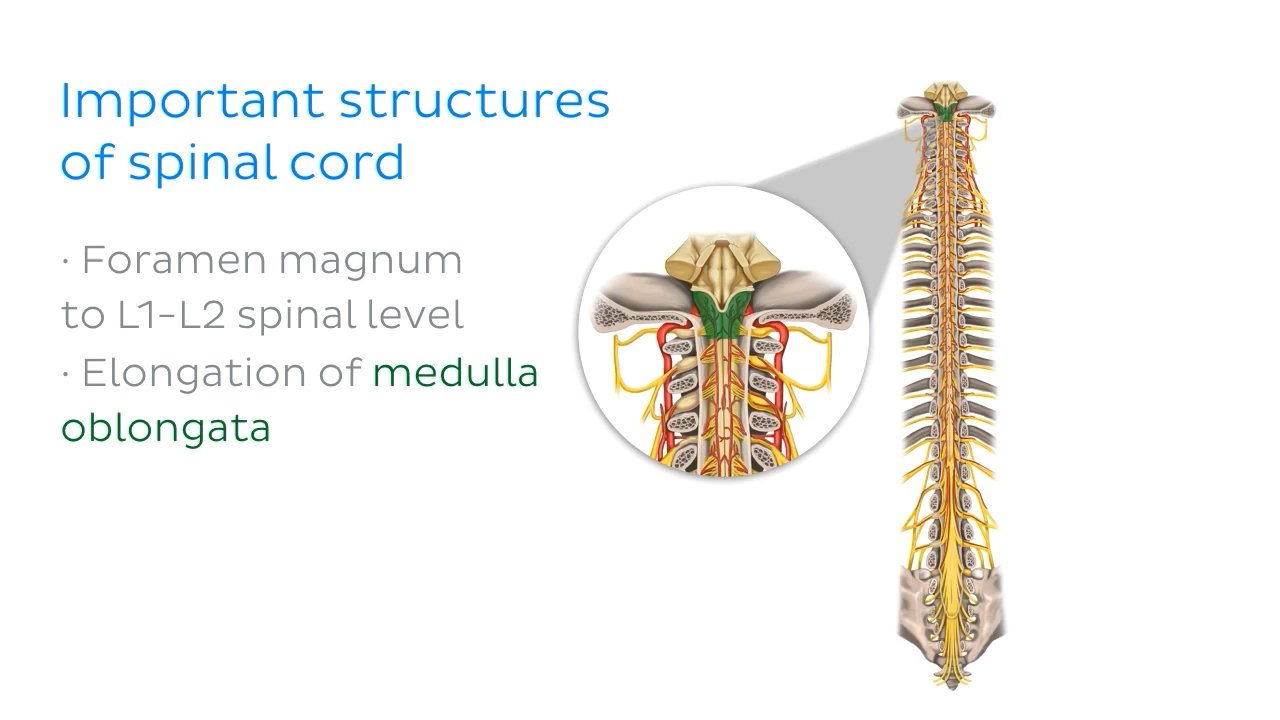 Important structures
of spinal cord
· Foramen magnum
to L1-L2 spinal level
· Elongation of medulla
oblongata